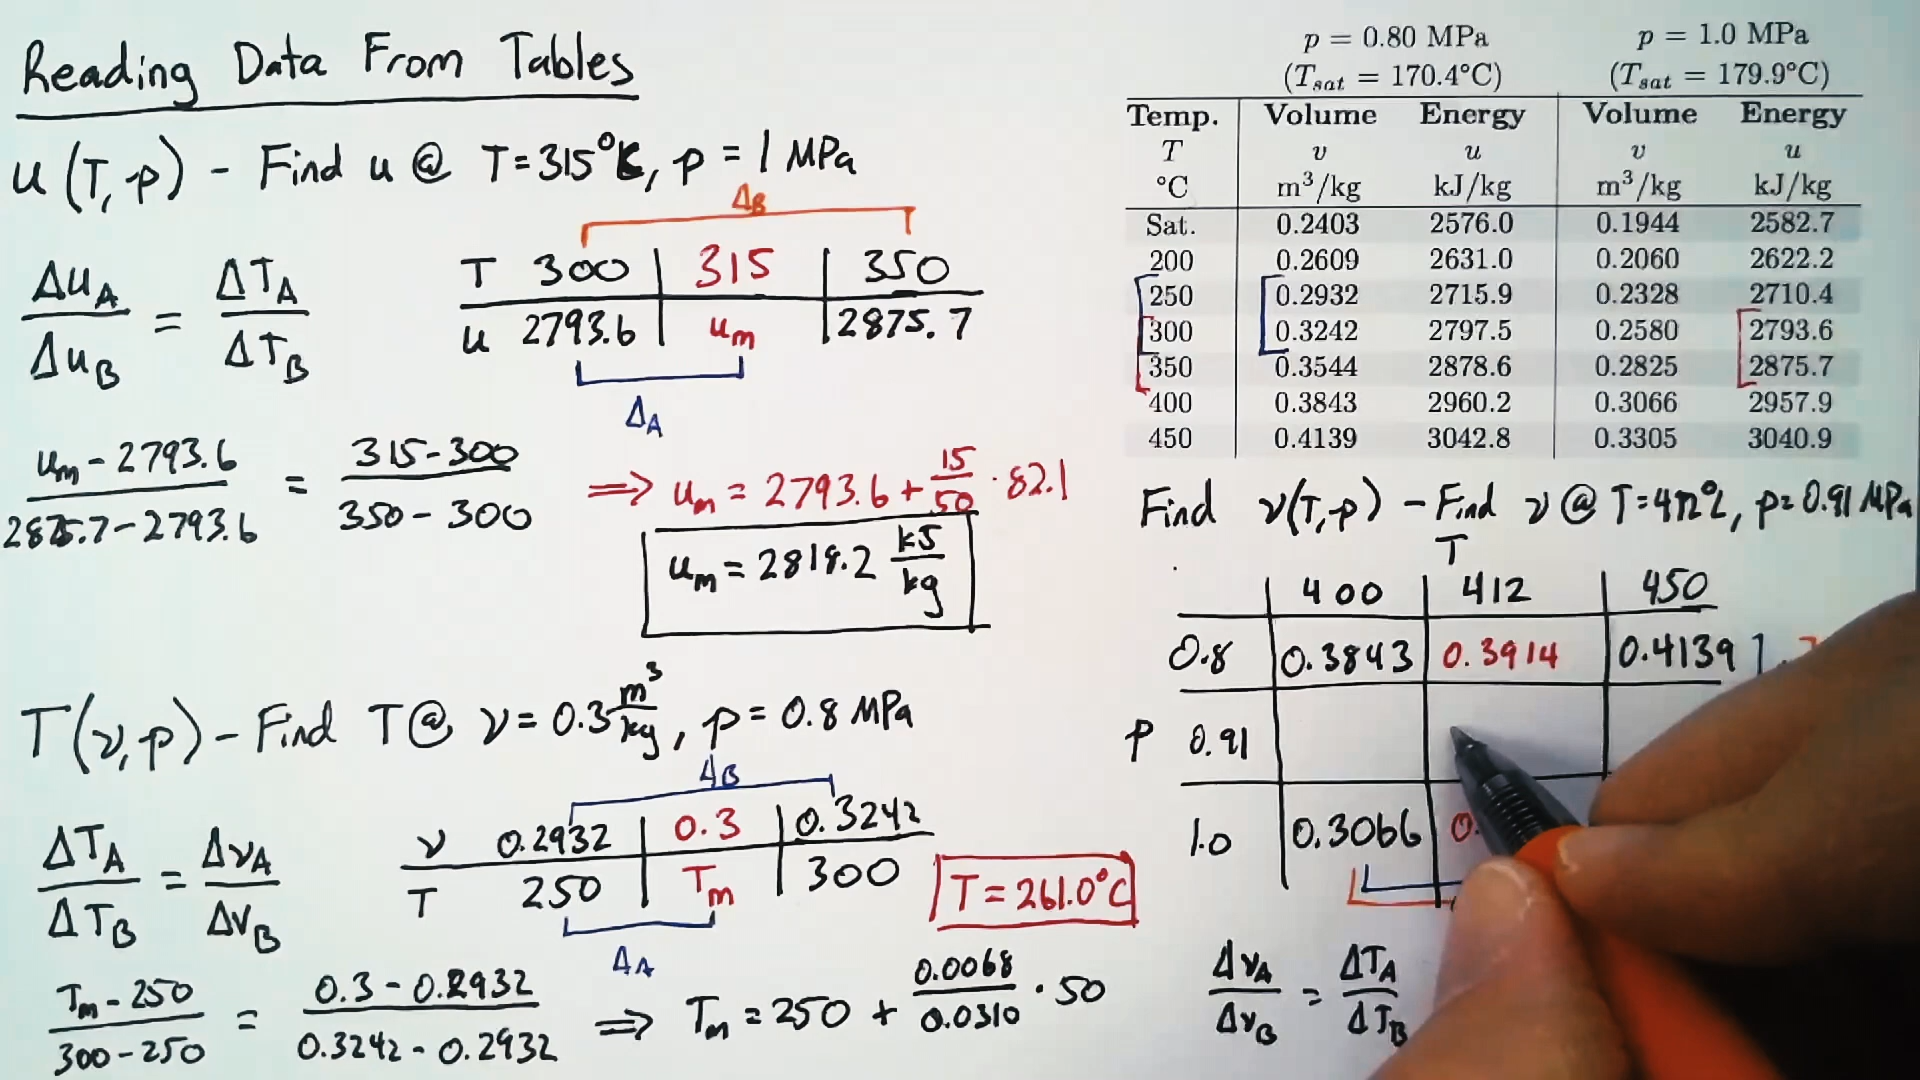 Reading Data From Tables
u(T,p) - Find u @ T=315°C, p=1 MPa
ΔB
T 300 315 350
u 2793.6 um 2875.7
ΔA
ΔuA/ΔuB = ΔTA/ΔTB
um-2793.6 / 2875.7-2793.6 = 315-300 / 350-300 ⇒ um = 2793.6 + 15/50 · 82.1
um = 2818.2 kJ/kg
T(v,p) - Find T @ v=0.3 m³/kg, p=0.8 MPa
ΔB
v 0.2932 0.3 0.3242
T 250 Tm 300
ΔA
T=261.0°C
ΔTA/ΔTB = ΔvA/ΔvB
Tm-250 / 300-250 = 0.3-0.2932 / 0.3242-0.2932 ⇒ Tm = 250 + 0.0068/0.0310 · 50
p = 0.80 MPa p = 1.0 MPa
(Tsat = 170.4°C) (Tsat = 179.9°C)
Temp. Volume Energy Volume Energy
T v u v u
°C m³/kg kJ/kg m³/kg kJ/kg
Sat. 0.2403 2576.0 0.1944 2582.7
200 0.2609 2631.0 0.2060 2622.2
250 0.2932 2715.9 0.2328 2710.4
300 0.3242 2797.5 0.2580 2793.6
350 0.3544 2878.6 0.2825 2875.7
400 0.3843 2960.2 0.3066 2957.9
450 0.4139 3042.8 0.3305 3040.9
Find v(T,p) - Find v @ T=412°C, p=0.91 MPa
T
400 412 450
0.8 0.3843 0.3914 0.4139
p 0.91
1.0 0.3066 0.
ΔvA/ΔvB = ΔTA/ΔTB